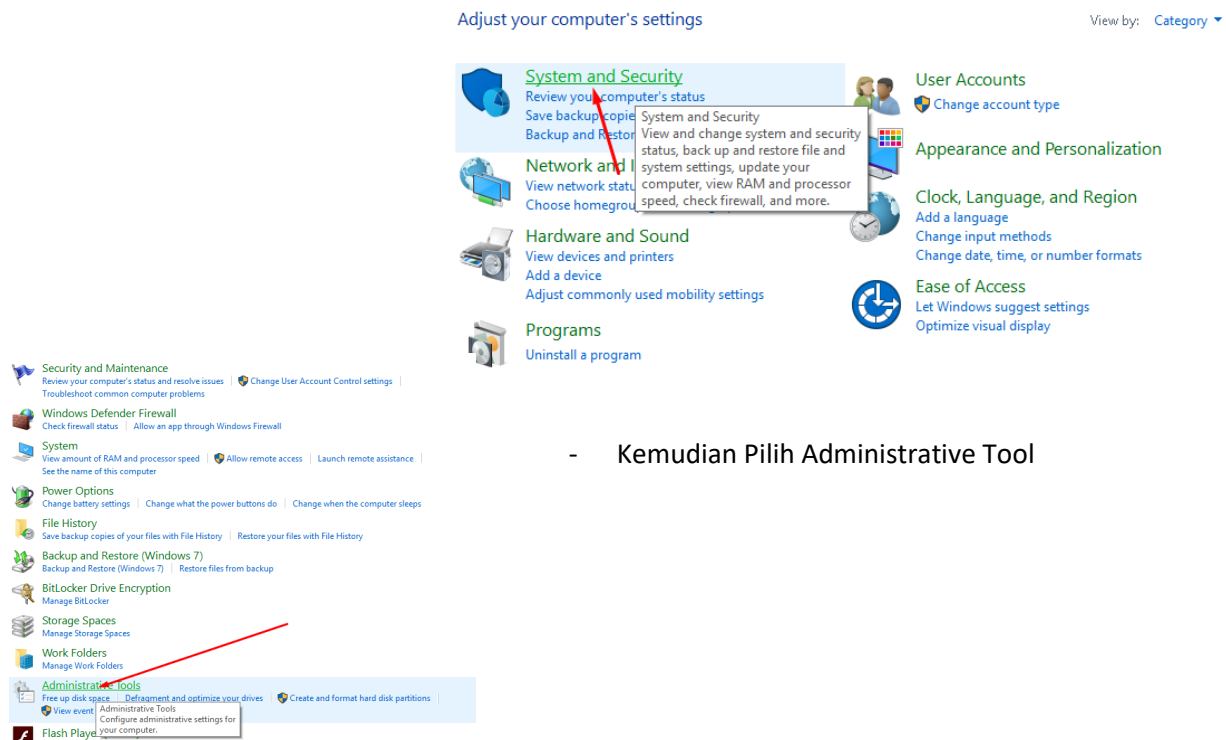 Adjust your computer's settings
View by: Category
System and Security
Review your computer's status
Save backup copie
Backup and Restor
System and Security
View and change system and security
status, back up and restore file and
system settings, update your
computer, view RAM and processor
speed, check firewall, and more.
Network and I
View network statu
Choose homegrou
Hardware and Sound
View devices and printers
Add a device
Adjust commonly used mobility settings
Programs
Uninstall a program
User Accounts
Change account type
Appearance and Personalization
Clock, Language, and Region
Add a language
Change input methods
Change date, time, or number formats
Ease of Access
Let Windows suggest settings
Optimize visual display
Security and Maintenance
Review your computer's status and resolve issues Change User Account Control settings
Troubleshoot common computer problems
Windows Defender Firewall
Check firewall status Allow an app through Windows Firewall
System
View amount of RAM and processor speed Allow remote access Launch remote assistance
See the name of this computer
Power Options
Change battery settings Change what the power buttons do Change when the computer sleeps
File History
Save backup copies of your files with File History Restore your files with File History
Backup and Restore (Windows 7)
Backup and Restore (Windows 7) Restore files from backup
BitLocker Drive Encryption
Manage BitLocker
Storage Spaces
Manage Storage Spaces
Work Folders
Manage Work Folders
Administrative Tools
Free up disk space Defragment and optimize your drives Create and format hard disk partitions
View event
Administrative Tools
Configure administrative settings for
your computer.
Flash Playe
- Kemudian Pilih Administrative Tool